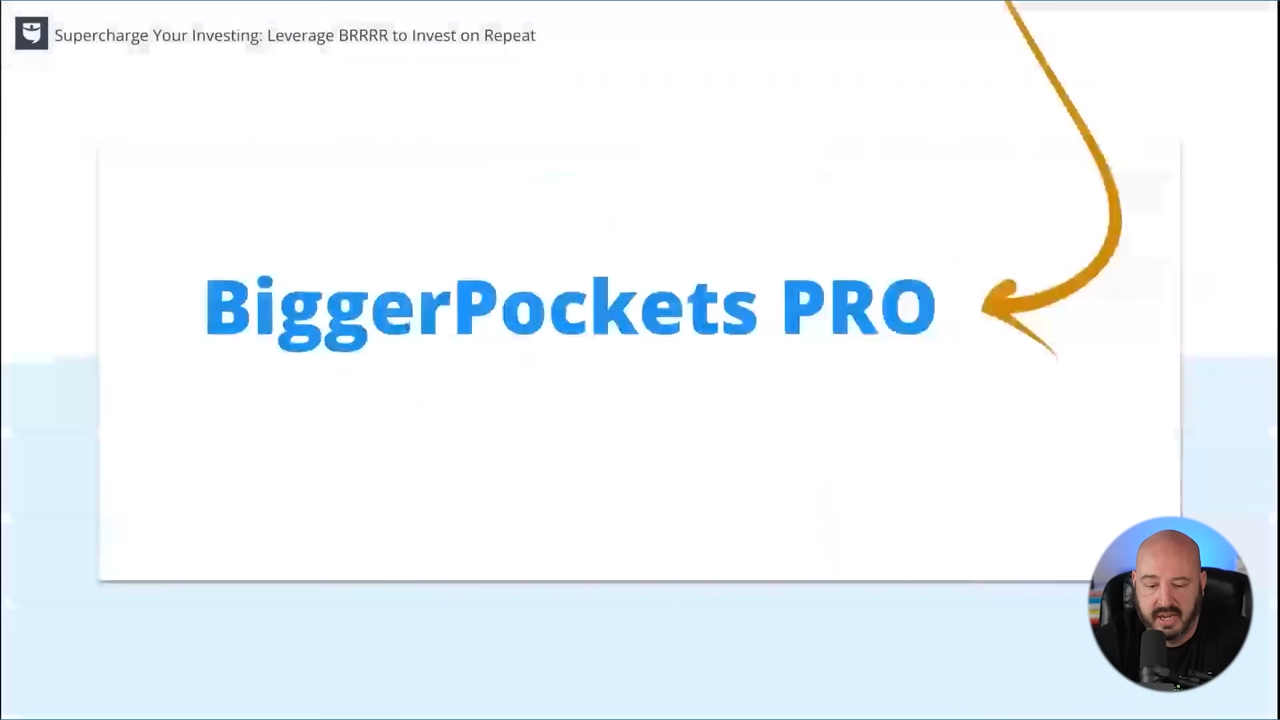 Supercharge Your Investing: Leverage BRRRR to Invest on Repeat
BiggerPockets PRO